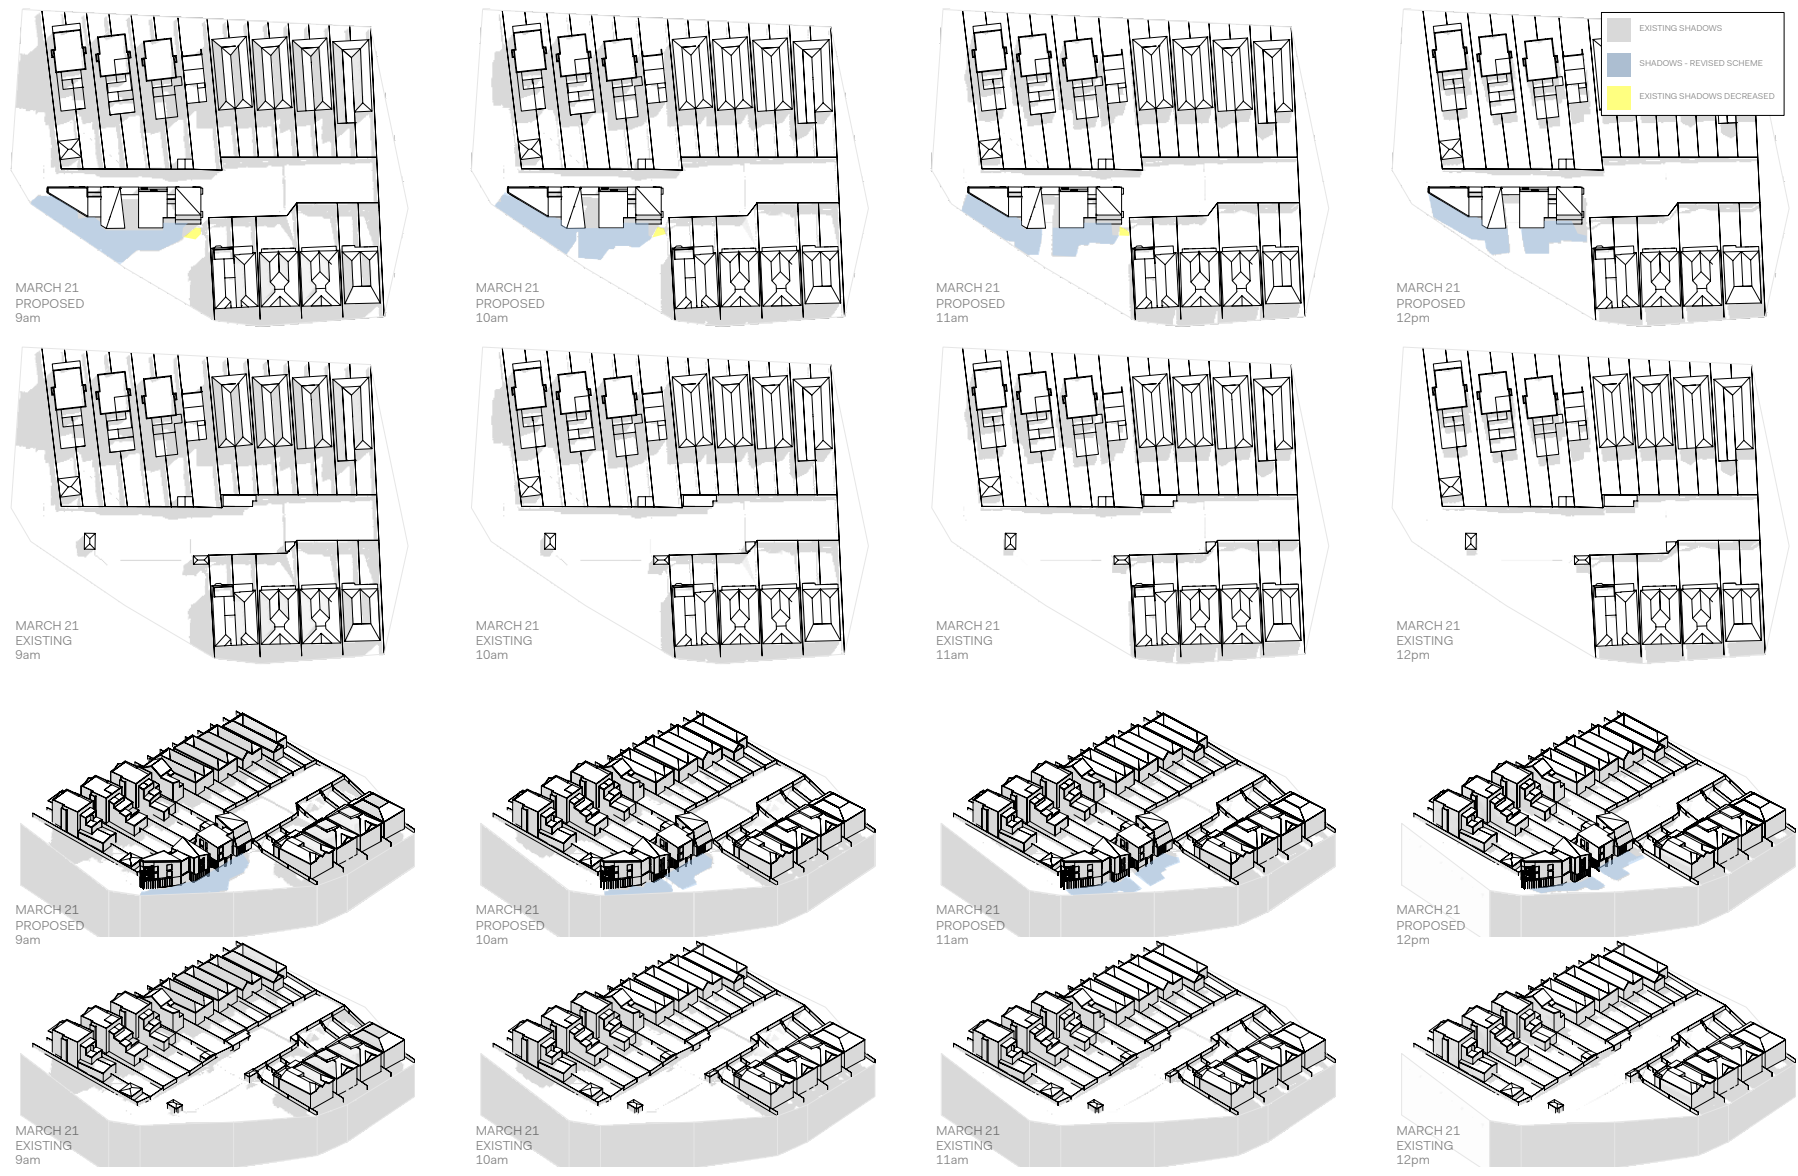 EXISTING SHADOWS
SHADOWS - REVISED SCHEME
EXISTING SHADOWS DECREASED
MARCH 21
PROPOSED
9am
MARCH 21
PROPOSED
10am
MARCH 21
PROPOSED
11am
MARCH 21
PROPOSED
12pm
MARCH 21
EXISTING
9am
MARCH 21
EXISTING
10am
MARCH 21
EXISTING
11am
MARCH 21
EXISTING
12pm
MARCH 21
PROPOSED
9am
MARCH 21
PROPOSED
10am
MARCH 21
PROPOSED
11am
MARCH 21
PROPOSED
12pm
MARCH 21
EXISTING
9am
MARCH 21
EXISTING
10am
MARCH 21
EXISTING
11am
MARCH 21
EXISTING
12pm